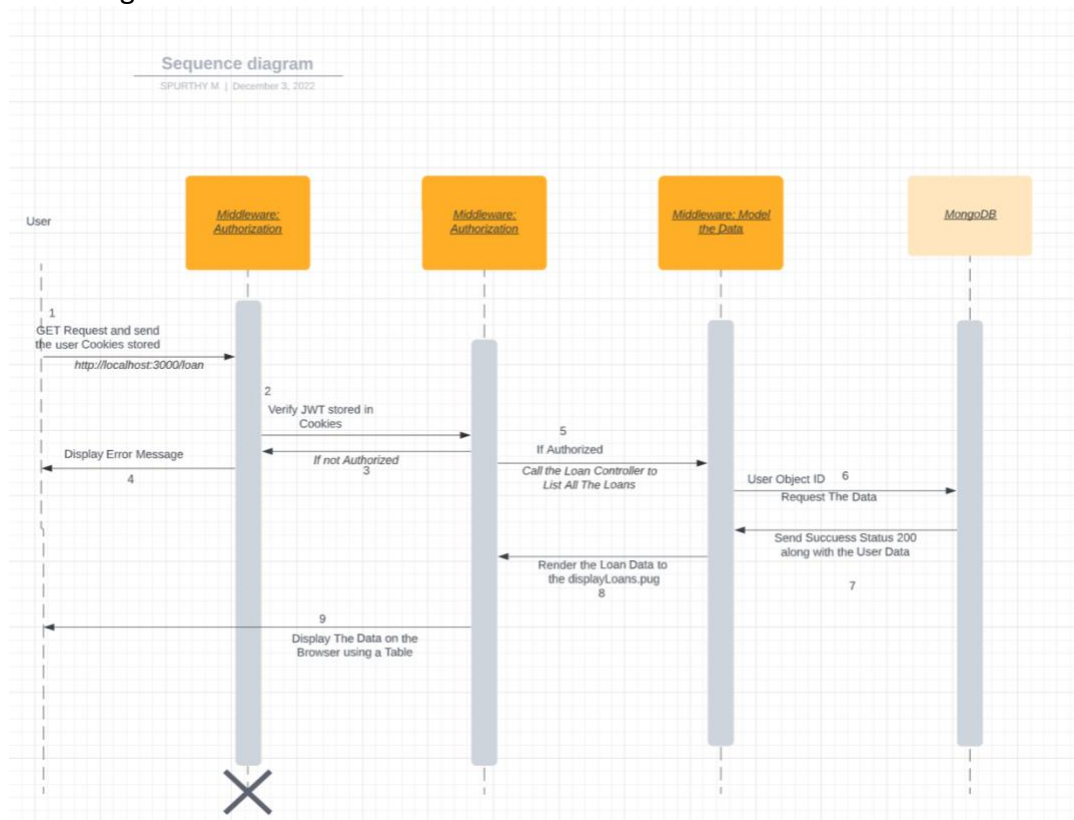 Sequence diagram
SPURTHY M | December 3, 2022
User
Middleware:
Authorization
Middleware:
Authorization
Middleware: Model
the Data
MongoDB
1
GET Request and send
the user Cookies stored
http://localhost:3000/loan
2
Verify JWT stored in
Cookies
If not Authorized
3
Display Error Message
4
5
If Authorized
Call the Loan Controller to
List All The Loans
User Object ID 6
Request The Data
Send Succuess Status 200
along with the User Data
7
Render the Loan Data to
the displayLoans.pug
8
9
Display The Data on the
Browser using a Table